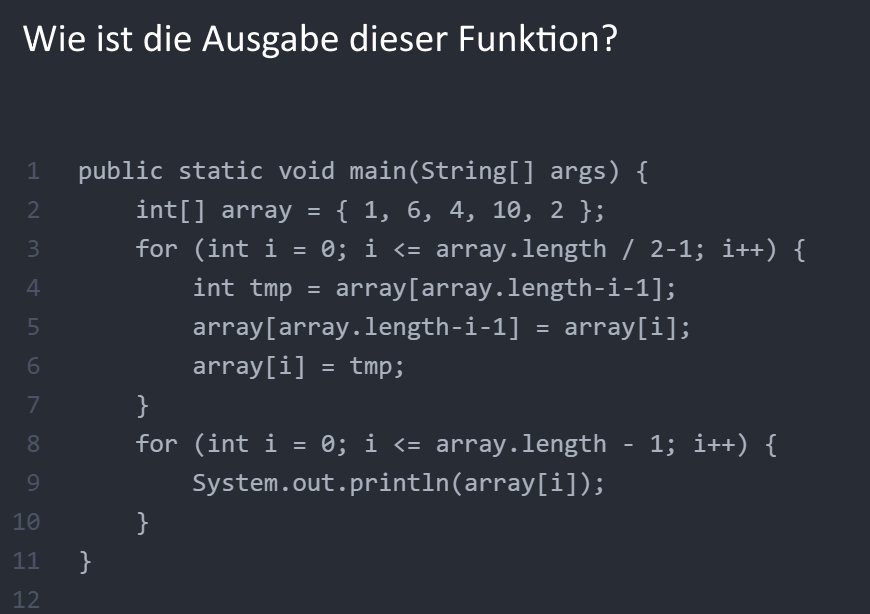 Wie ist die Ausgabe dieser Funktion?
1 public static void main(String[] args) {
2     int[] array = { 1, 6, 4, 10, 2 };
3     for (int i = 0; i <= array.length / 2-1; i++) {
4         int tmp = array[array.length-i-1];
5         array[array.length-i-1] = array[i];
6         array[i] = tmp;
7     }
8     for (int i = 0; i <= array.length - 1; i++) {
9         System.out.println(array[i]);
10     }
11 }
12